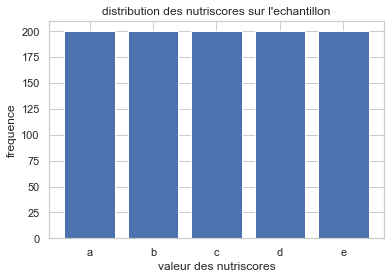 distribution des nutriscores sur l'echantillon
200
175
150
125
100
75
50
25
0
frequence
a b c d e
valeur des nutriscores